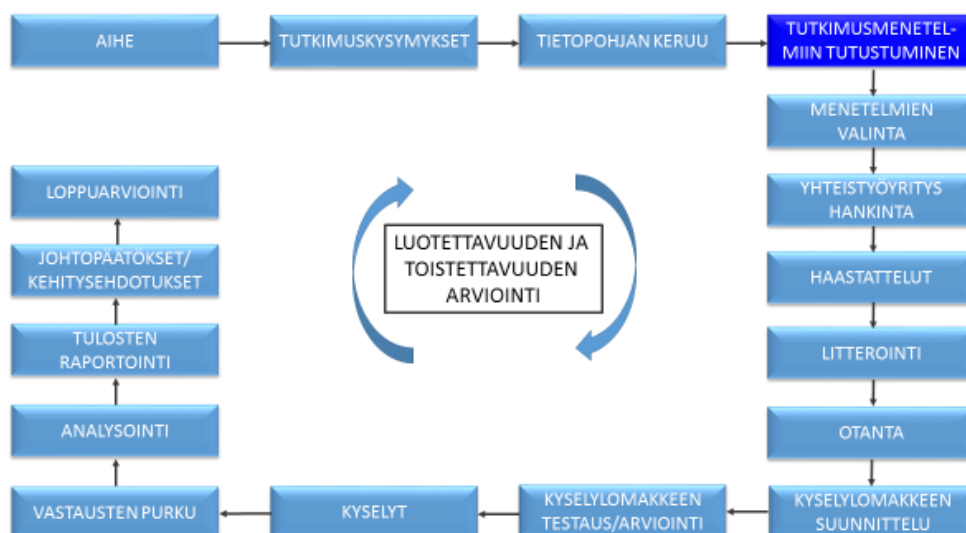 AIHE
TUTKIMUSKYSYMYKSET
TIETOPOHJAN KERUU
TUTKIMUSMENETEL-
MIIN TUTUSTUMINEN
MENETELMIEN
VALINTA
YHTEISTYÖYRITYS
HANKINTA
HAASTATTELUT
LITTEROINTI
OTANTA
KYSELYLOMAKKEEN
SUUNNITTELU
KYSELYLOMAKKEEN
TESTAUS/ARVIOINTI
KYSELYT
VASTAUSTEN PURKU
ANALYSOINTI
TULOSTEN
RAPORTOINTI
JOHTOPÄÄTÖKSET/
KEHITYSEHDOTUKSET
LOPPUARVIOINTI
LUOTETTAVUUDEN JA
TOISTETTAVUUDEN
ARVIOINTI